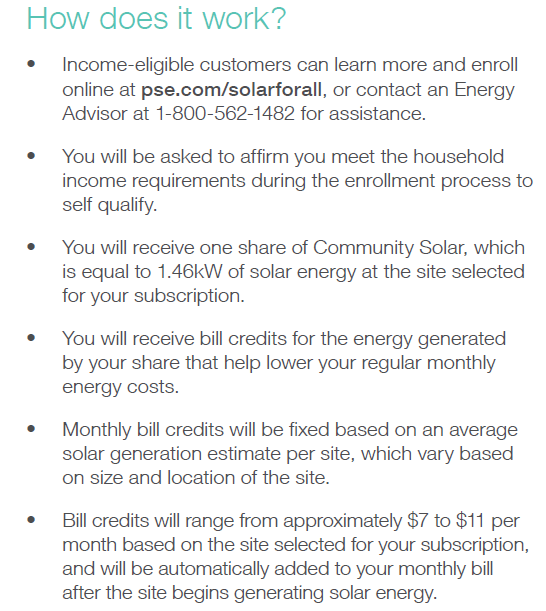 How does it work?
• Income-eligible customers can learn more and enroll
online at pse.com/solarforall, or contact an Energy
Advisor at 1-800-562-1482 for assistance.
• You will be asked to affirm you meet the household
income requirements during the enrollment process to
self qualify.
• You will receive one share of Community Solar, which
is equal to 1.46kW of solar energy at the site selected
for your subscription.
• You will receive bill credits for the energy generated
by your share that help lower your regular monthly
energy costs.
• Monthly bill credits will be fixed based on an average
solar generation estimate per site, which vary based
on size and location of the site.
• Bill credits will range from approximately $7 to $11 per
month based on the site selected for your subscription,
and will be automatically added to your monthly bill
after the site begins generating solar energy.